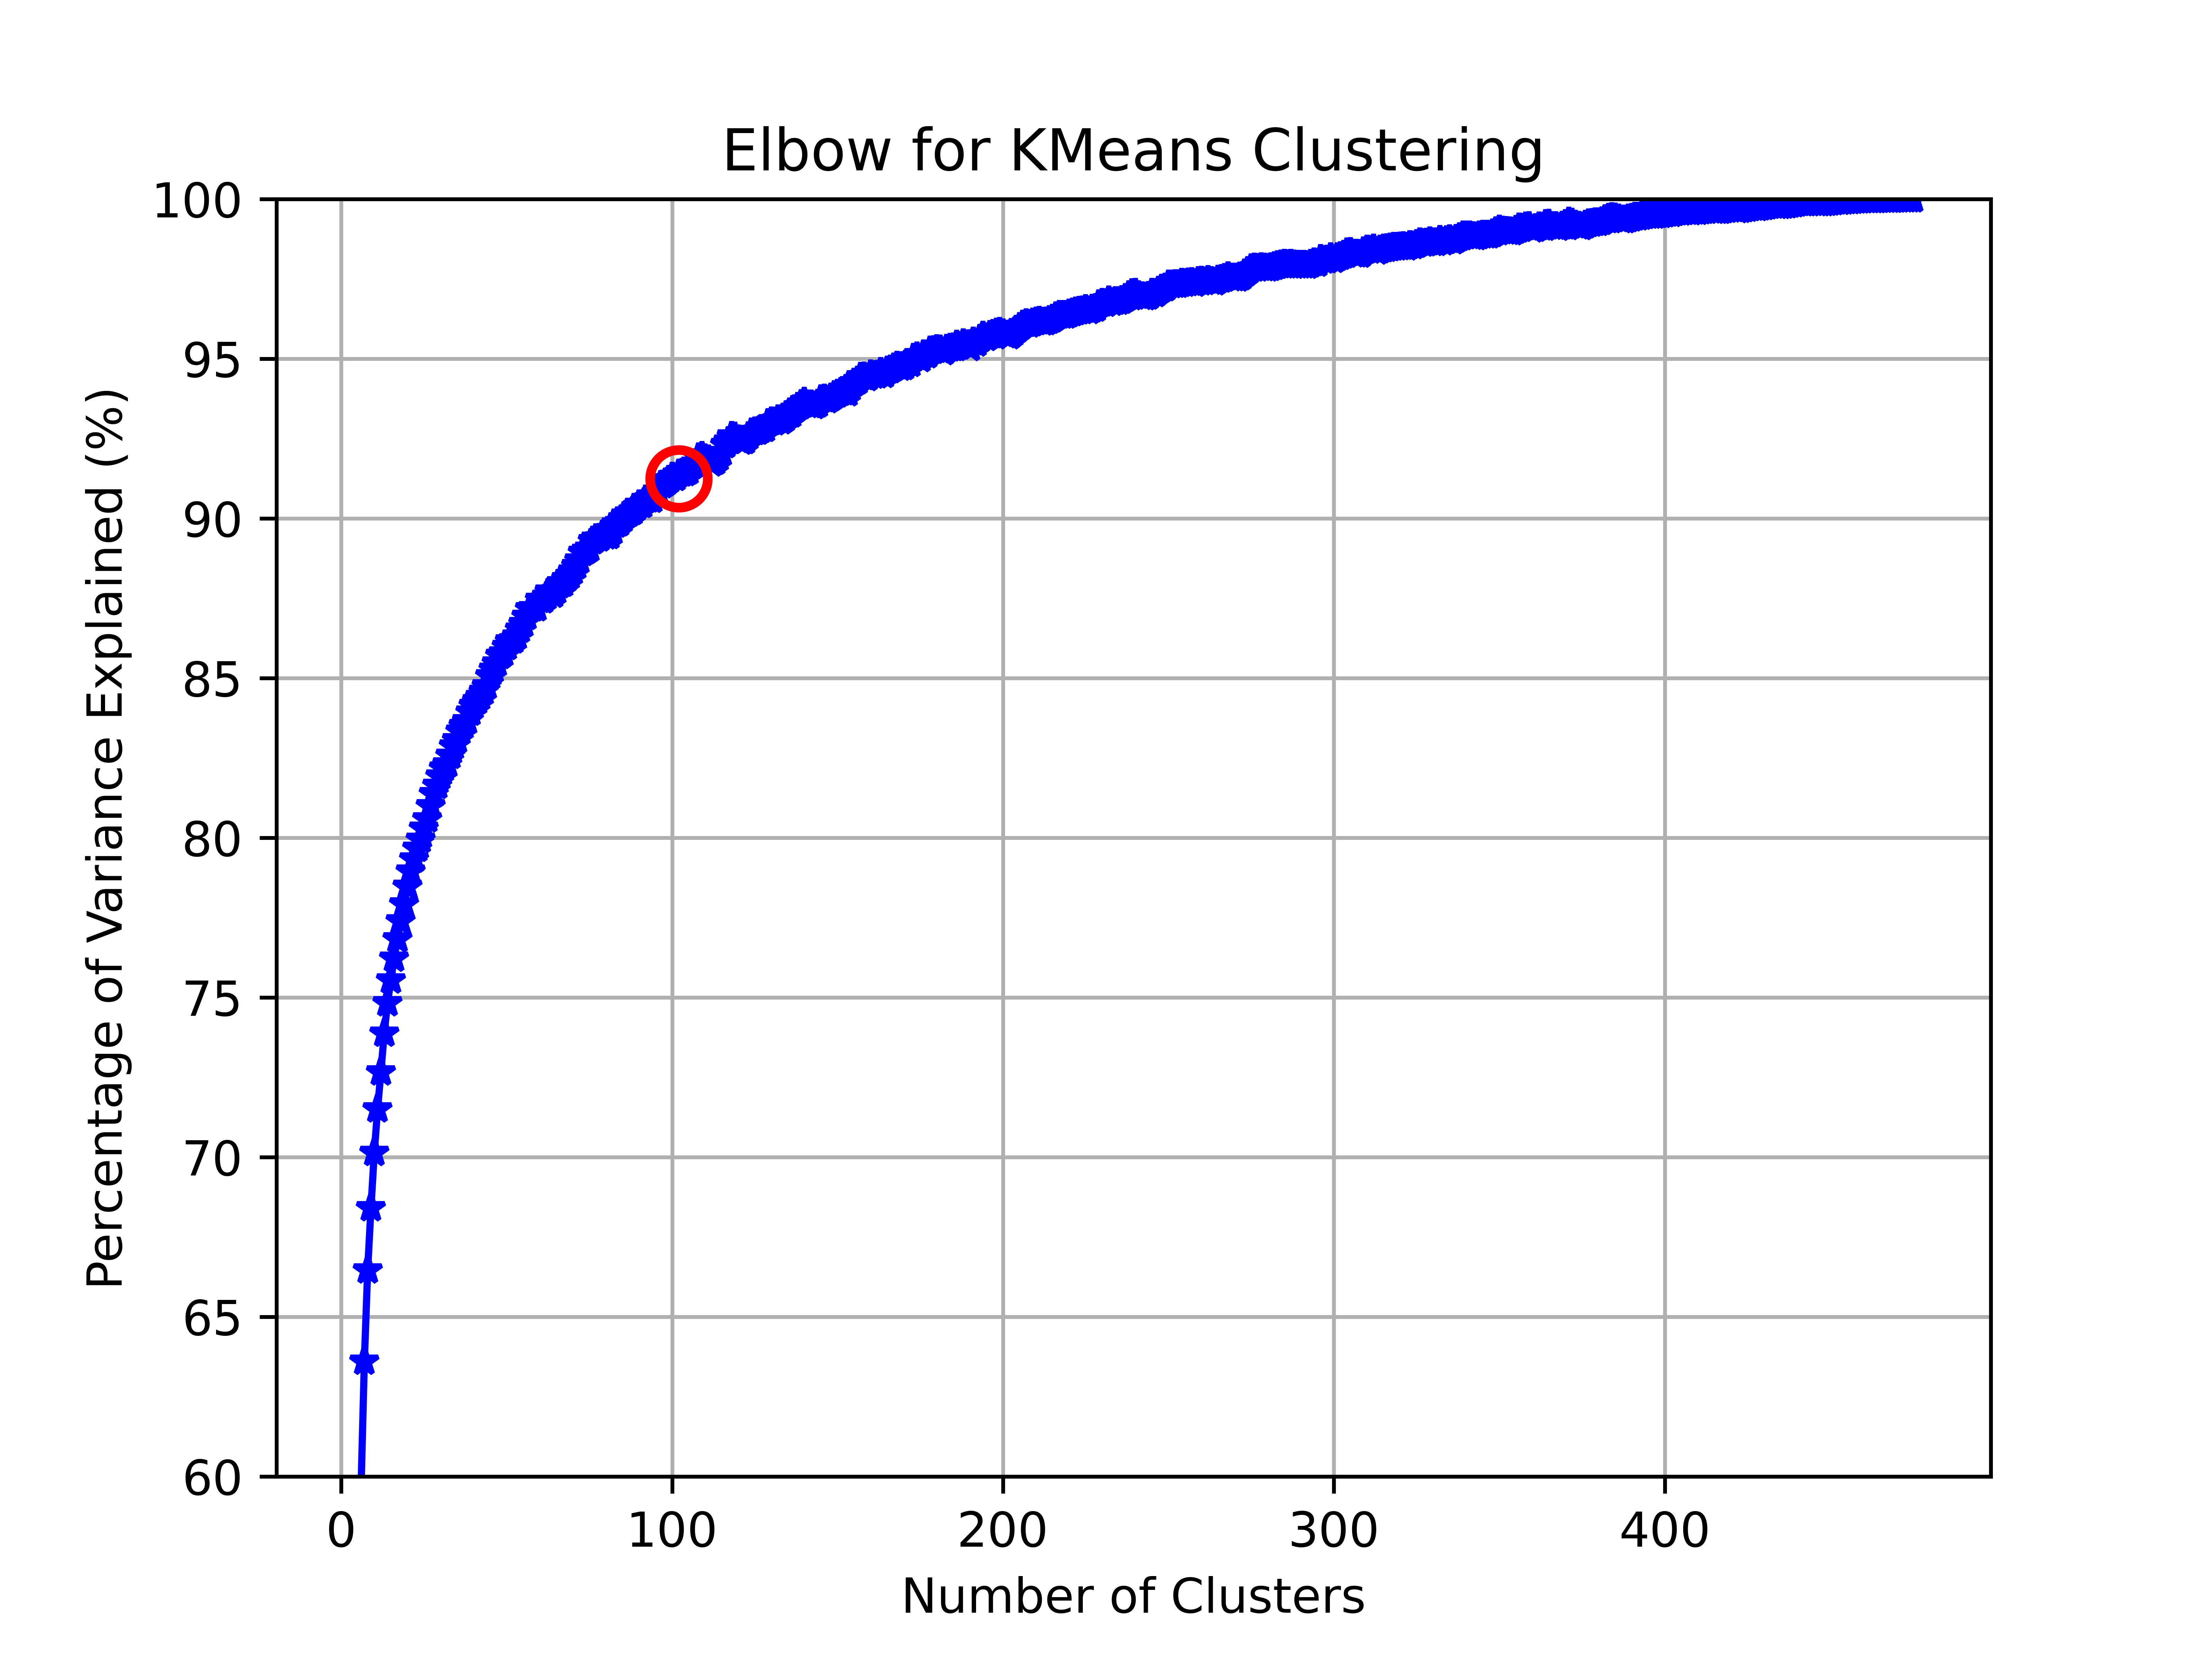 Elbow for KMeans Clustering
Percentage of Variance Explained (%)
100
95
90
85
80
75
70
65
60
0 100 200 300 400
Number of Clusters